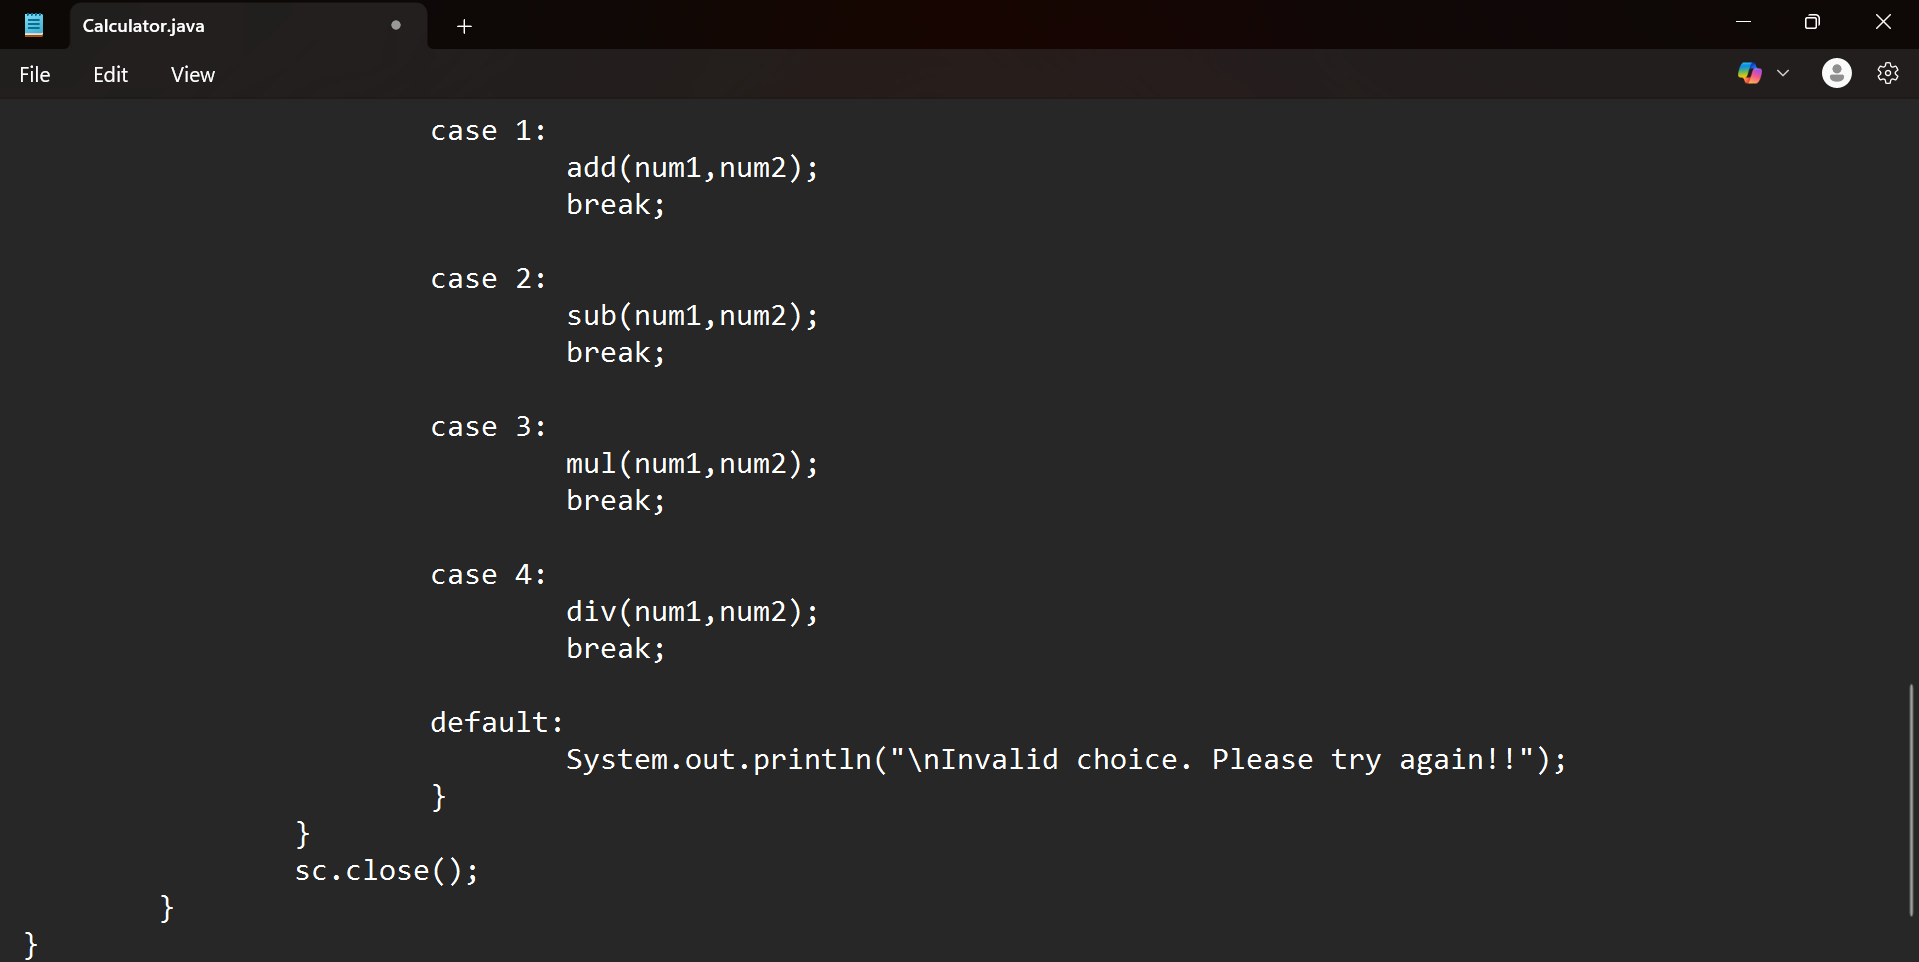 Calculator.java
File Edit View
case 1:
add(num1,num2);
break;
case 2:
sub(num1,num2);
break;
case 3:
mul(num1,num2);
break;
case 4:
div(num1,num2);
break;
default:
System.out.println("\nInvalid choice. Please try again!!");
}
}
sc.close();
}
}